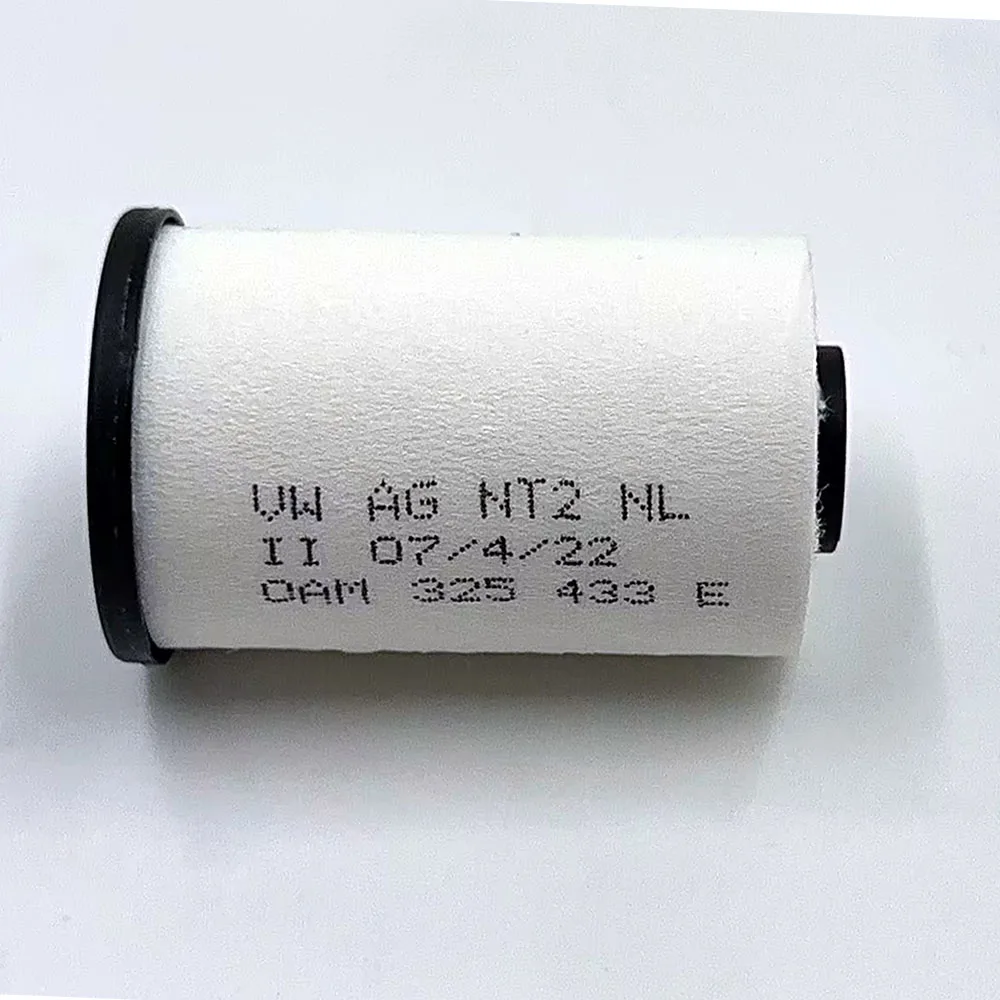 VW AG NT2 NL
II 07/4/22
0AM 325 433 E